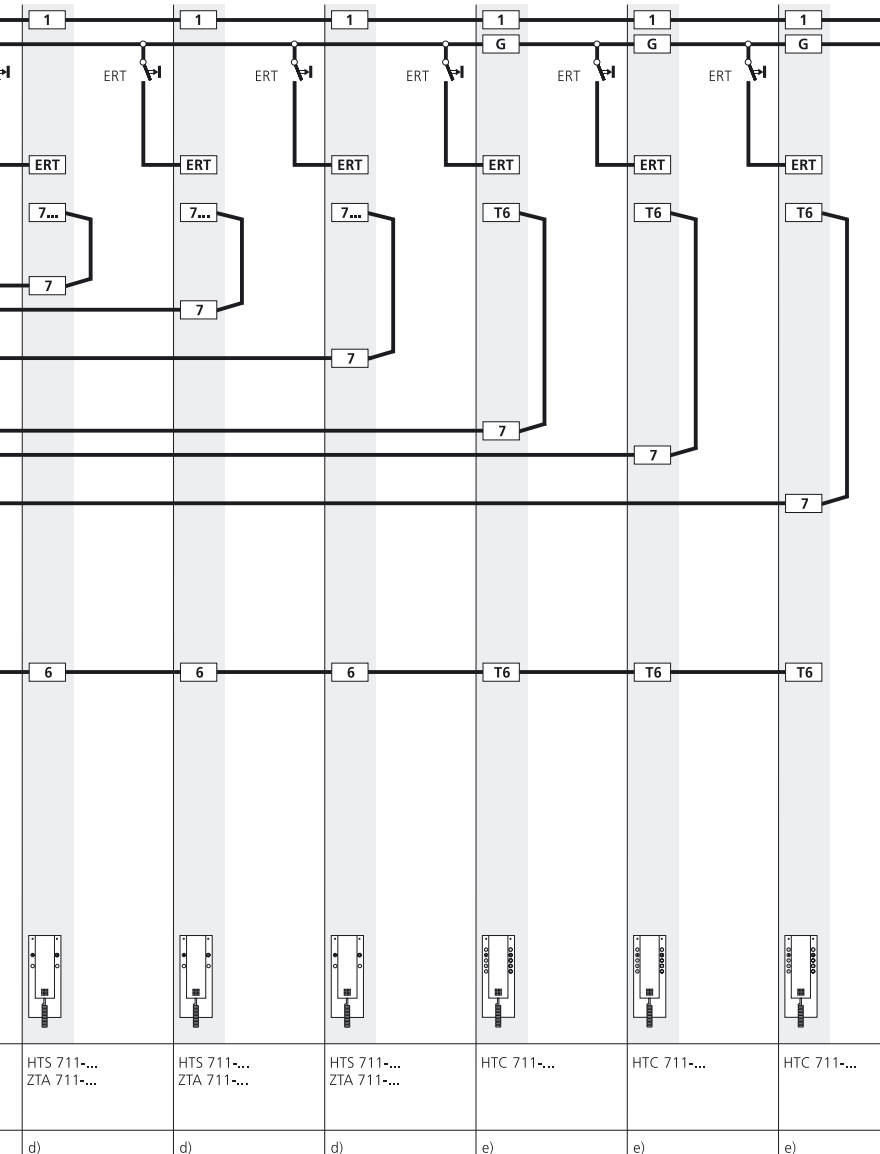 1 1 1 1 1 1
G G G
ERT ERT ERT ERT ERT
ERT ERT ERT ERT ERT ERT
7... 7... 7... T6 T6 T6
7
7
7
7
7
7
6 6 6 T6 T6 T6
HTS 711-... HTS 711-... HTS 711-... HTC 711-... HTC 711-... HTC 711-...
ZTA 711-... ZTA 711-... ZTA 711-...
d) d) d) e) e) e)